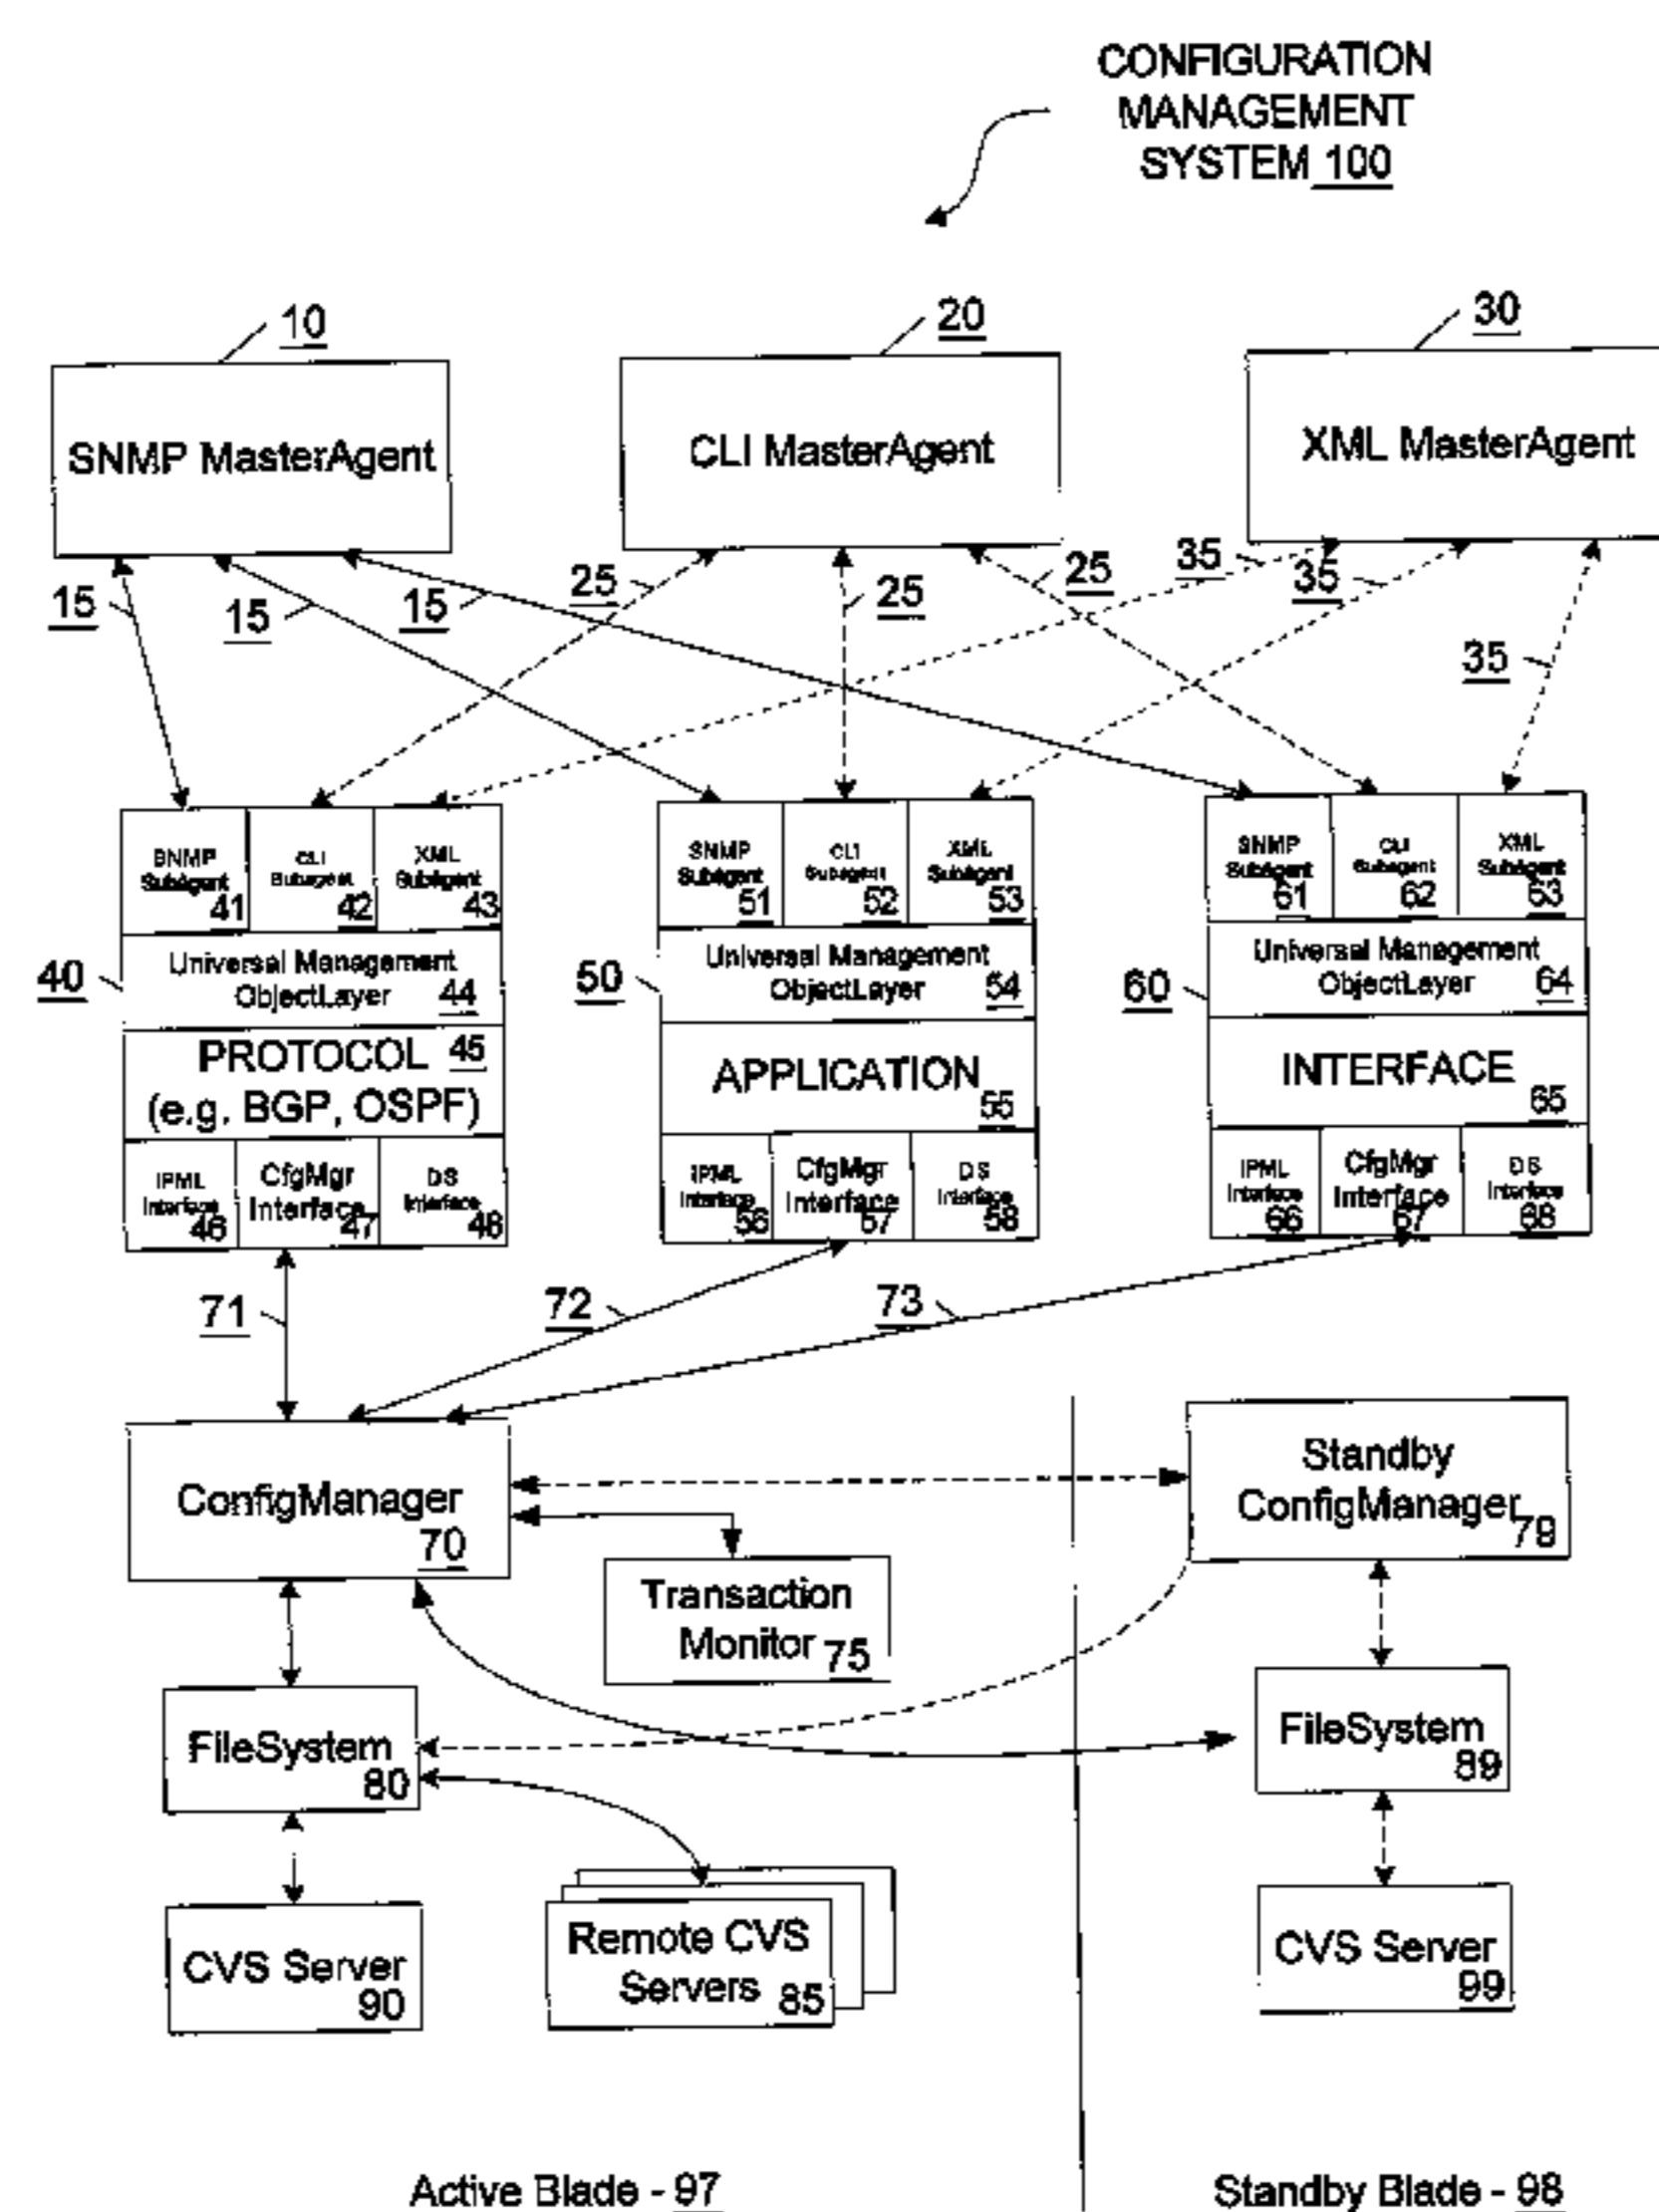 CONFIGURATION
MANAGEMENT
SYSTEM 100
10
20
30
SNMP MasterAgent
CLI MasterAgent
XML MasterAgent
15
15
15
25
25
25
35
35
35
SNMP
SubAgent
41
CLI
SubAgent
42
XML
SubAgent
43
SNMP
SubAgent
51
CLI
SubAgent
52
XML
SubAgent
53
SNMP
SubAgent
61
CLI
SubAgent
62
XML
SubAgent
63
40
Universal Management
ObjectLayer 44
50
Universal Management
ObjectLayer 54
60
Universal Management
ObjectLayer 64
PROTOCOL 45
(e.g. BGP, OSPF)
APPLICATION
55
INTERFACE
65
IPML
Interface
46
CfgMgr
Interface
47
DS
Interface
48
IPML
Interface
56
CfgMgr
Interface
57
DS
Interface
58
IPML
Interface
66
CfgMgr
Interface
67
DS
Interface
68
71
72
73
ConfigManager
70
Standby
ConfigManager
79
Transaction
Monitor 75
FileSystem
80
FileSystem
89
CVS Server
90
Remote CVS
Servers 85
CVS Server
99
Active Blade - 97
Standby Blade - 98